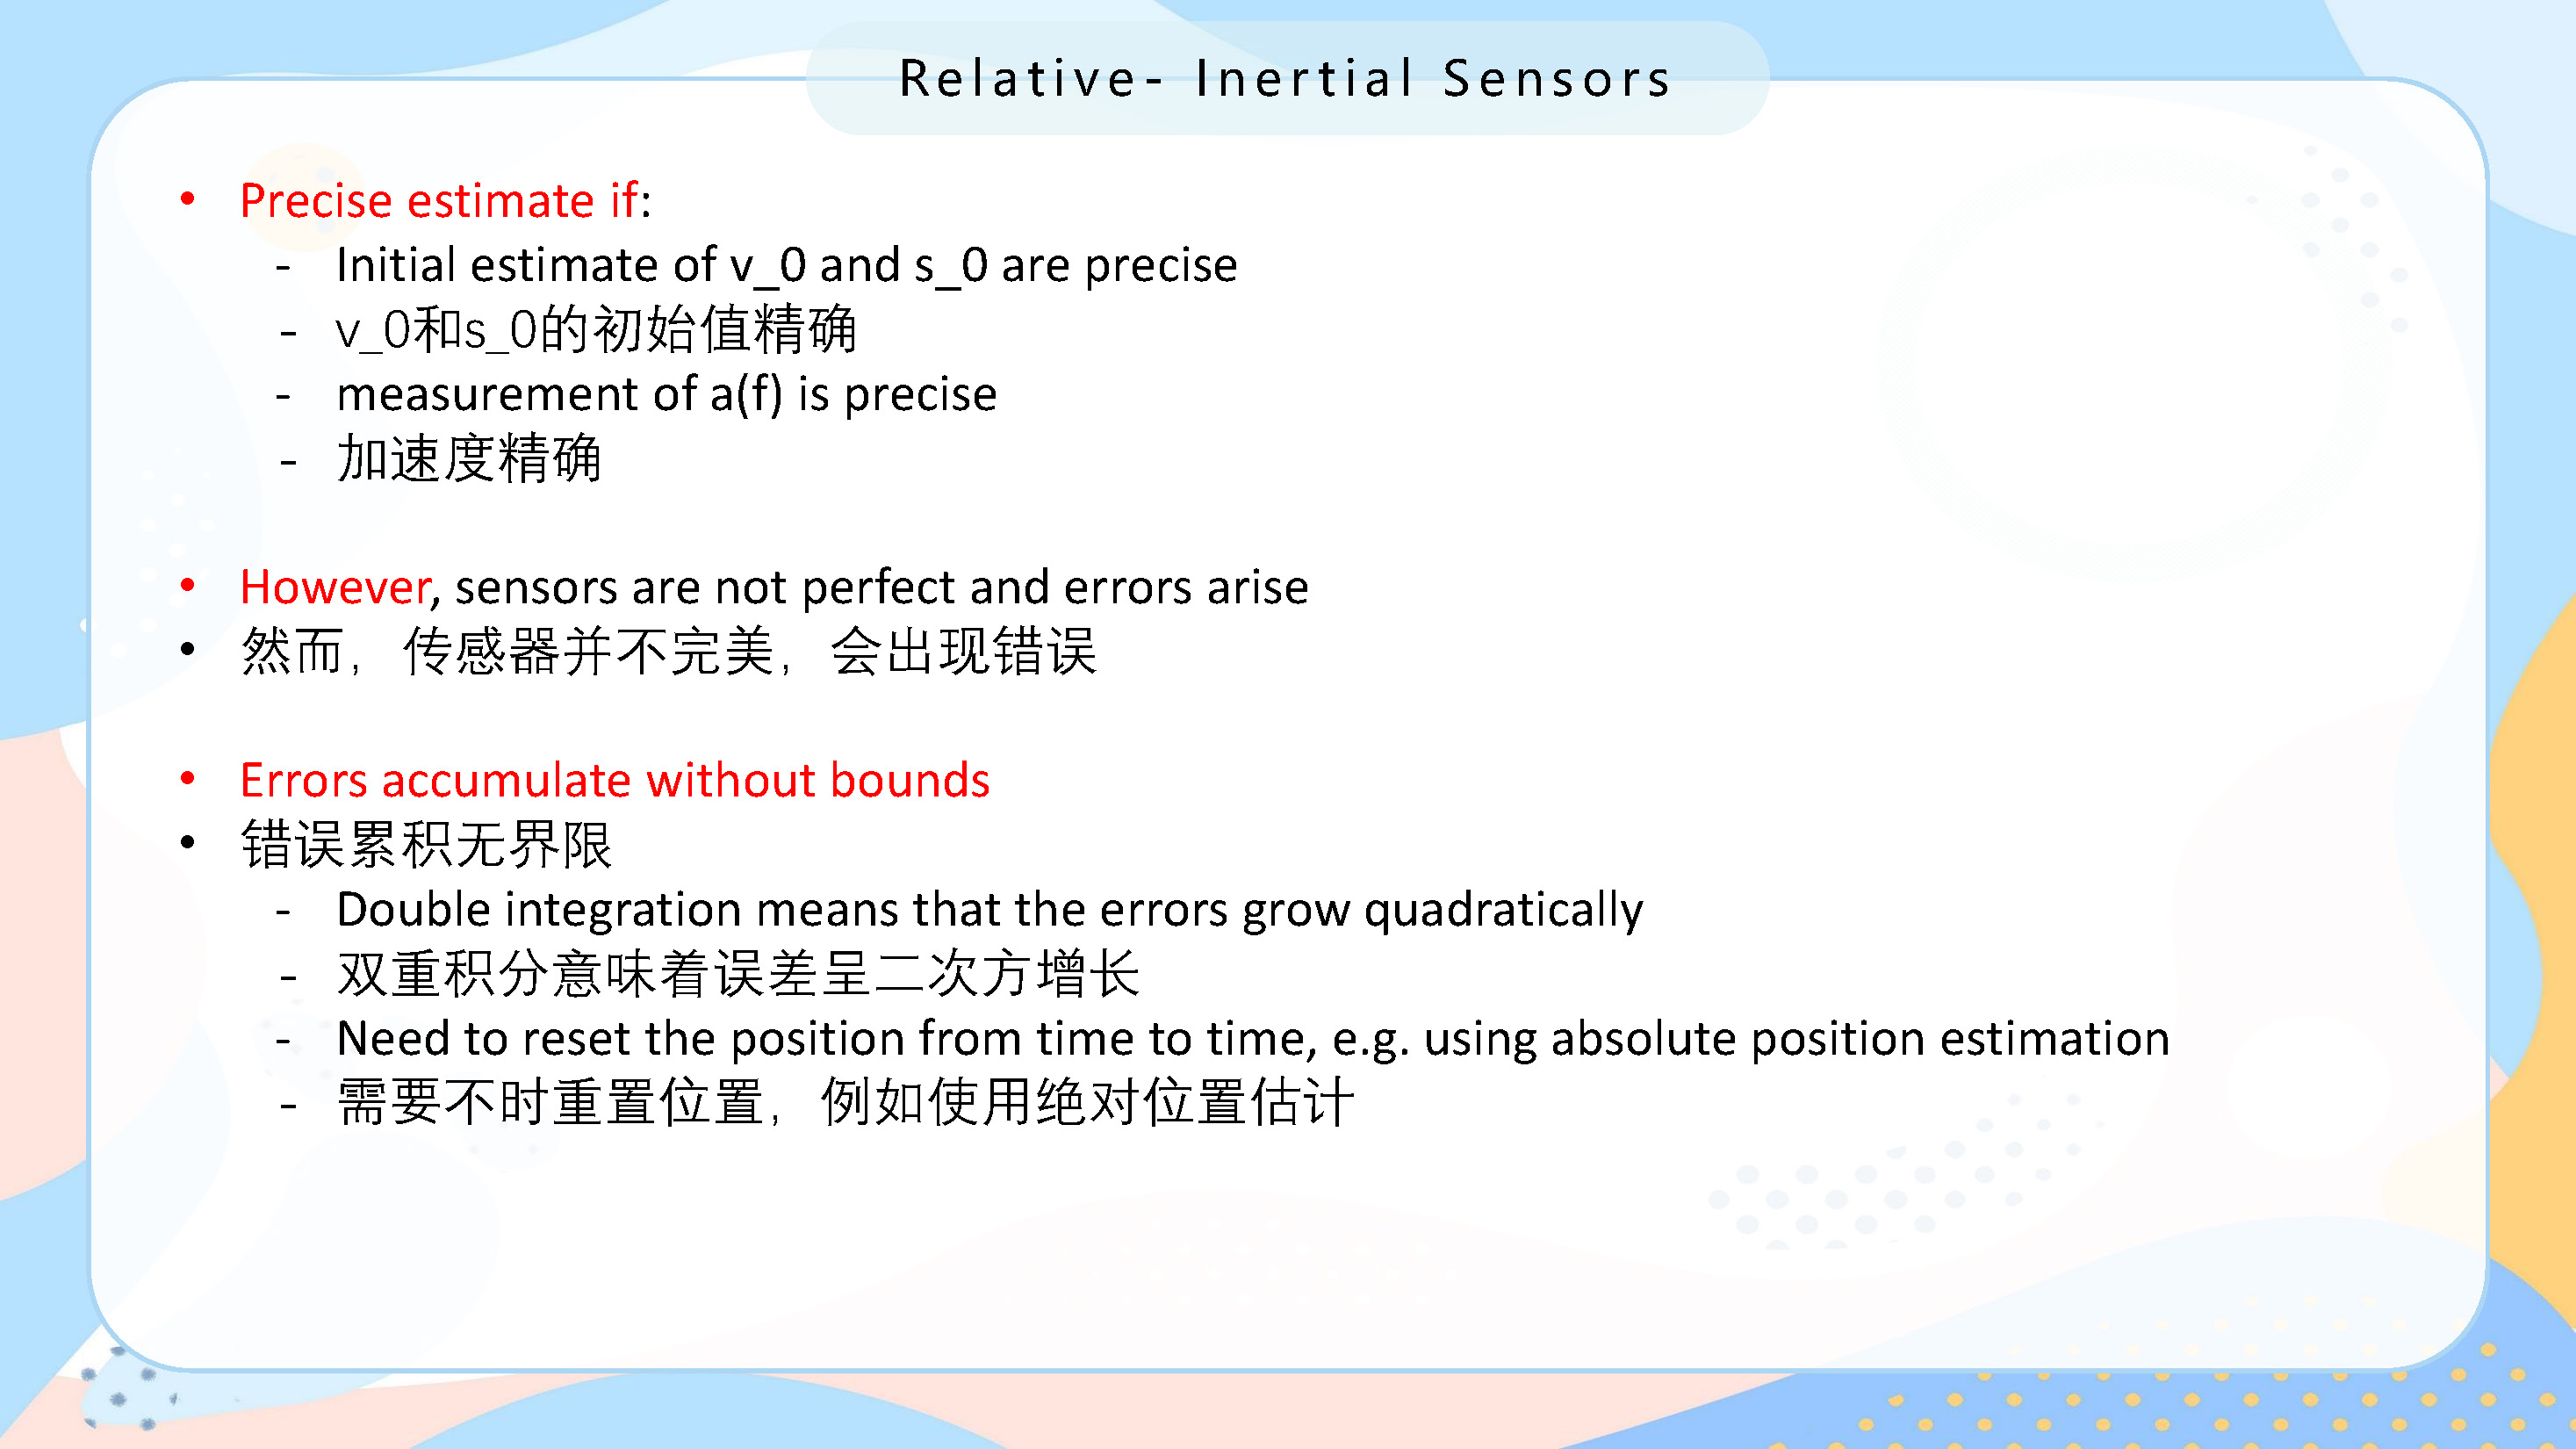 Relative- Inertial Sensors
• Precise estimate if:
- Initial estimate of v_0 and s_0 are precise
- v_0和s_0的初始值精确
- measurement of a(f) is precise
- 加速度精确
• However, sensors are not perfect and errors arise
• 然而，传感器并不完美，会出现错误
• Errors accumulate without bounds
• 错误累积无界限
- Double integration means that the errors grow quadratically
- 双重积分意味着误差呈二次方增长
- Need to reset the position from time to time, e.g. using absolute position estimation
- 需要不时重置位置，例如使用绝对位置估计